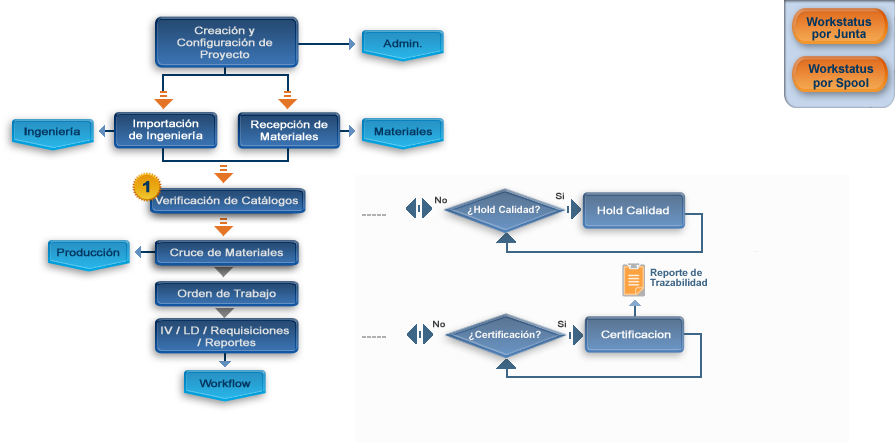 Creación y
Configuración de
Proyecto
Admin.
Workstatus
por Junta
Workstatus
por Spool
Ingeniería
Importación
de Ingeniería
Recepción de
Materiales
Materiales
1
Verificación de Catálogos
Producción
Cruce de Materiales
Orden de Trabajo
IV / LD / Requisiciones
/ Reportes
Workflow
-----
No
¿Hold Calidad?
Si
Hold Calidad
Reporte de
Trazabilidad
-----
No
¿Certificación?
Si
Certificacion